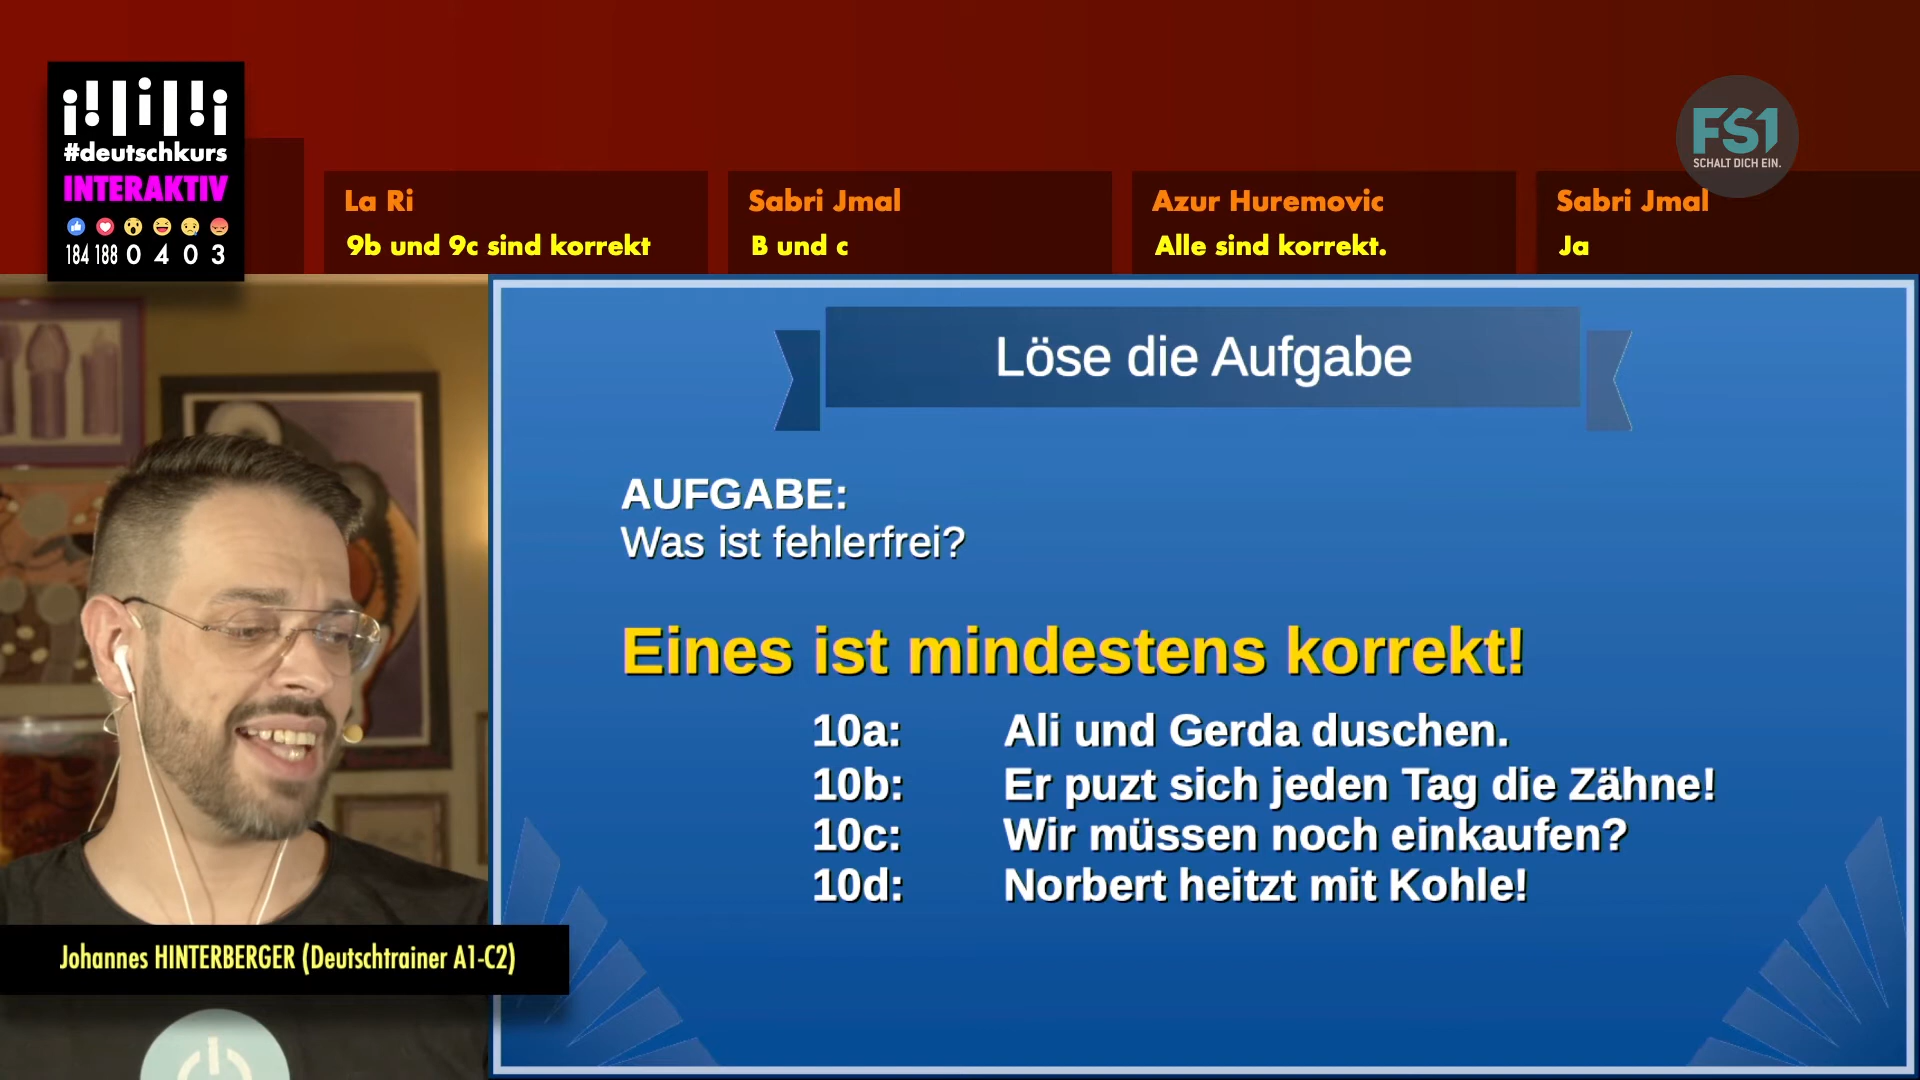 #deutschkurs
INTERAKTIV
184 188 0 4 0 3
La Ri
9b und 9c sind korrekt
Sabri Jmal
B und c
Azur Huremovic
Alle sind korrekt.
Sabri Jmal
Ja
FS1
SCHALT DICH EIN.
Löse die Aufgabe
AUFGABE:
Was ist fehlerfrei?
Eines ist mindestens korrekt!
10a: Ali und Gerda duschen.
10b: Er puzt sich jeden Tag die Zähne!
10c: Wir müssen noch einkaufen?
10d: Norbert heitzt mit Kohle!
Johannes HINTERBERGER (Deutschtrainer A1-C2)